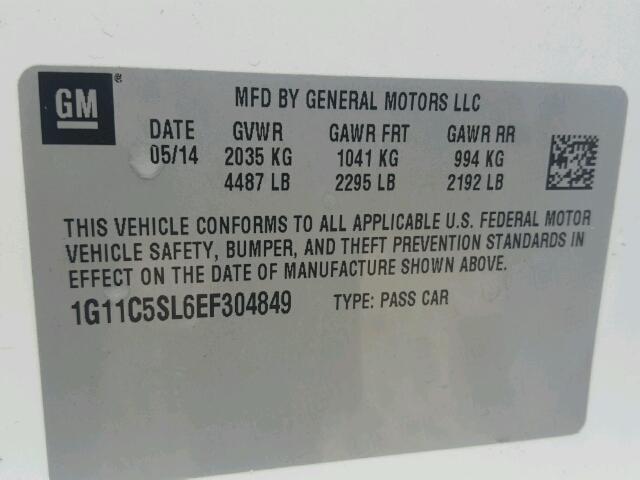 GM ®
MFD BY GENERAL MOTORS LLC
DATE GVWR GAWR FRT GAWR RR
05/14 2035 KG 1041 KG 994 KG
4487 LB 2295 LB 2192 LB
THIS VEHICLE CONFORMS TO ALL APPLICABLE U.S. FEDERAL MOTOR
VEHICLE SAFETY, BUMPER, AND THEFT PREVENTION STANDARDS IN
EFFECT ON THE DATE OF MANUFACTURE SHOWN ABOVE.
1G11C5SL6EF304849 TYPE: PASS CAR